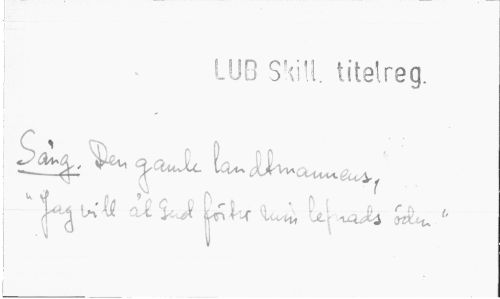 LUB Skill. titelreg.
Sång. Den gamle landtmannens,
"Jag vill åt Gud förtro min lefnads öden"